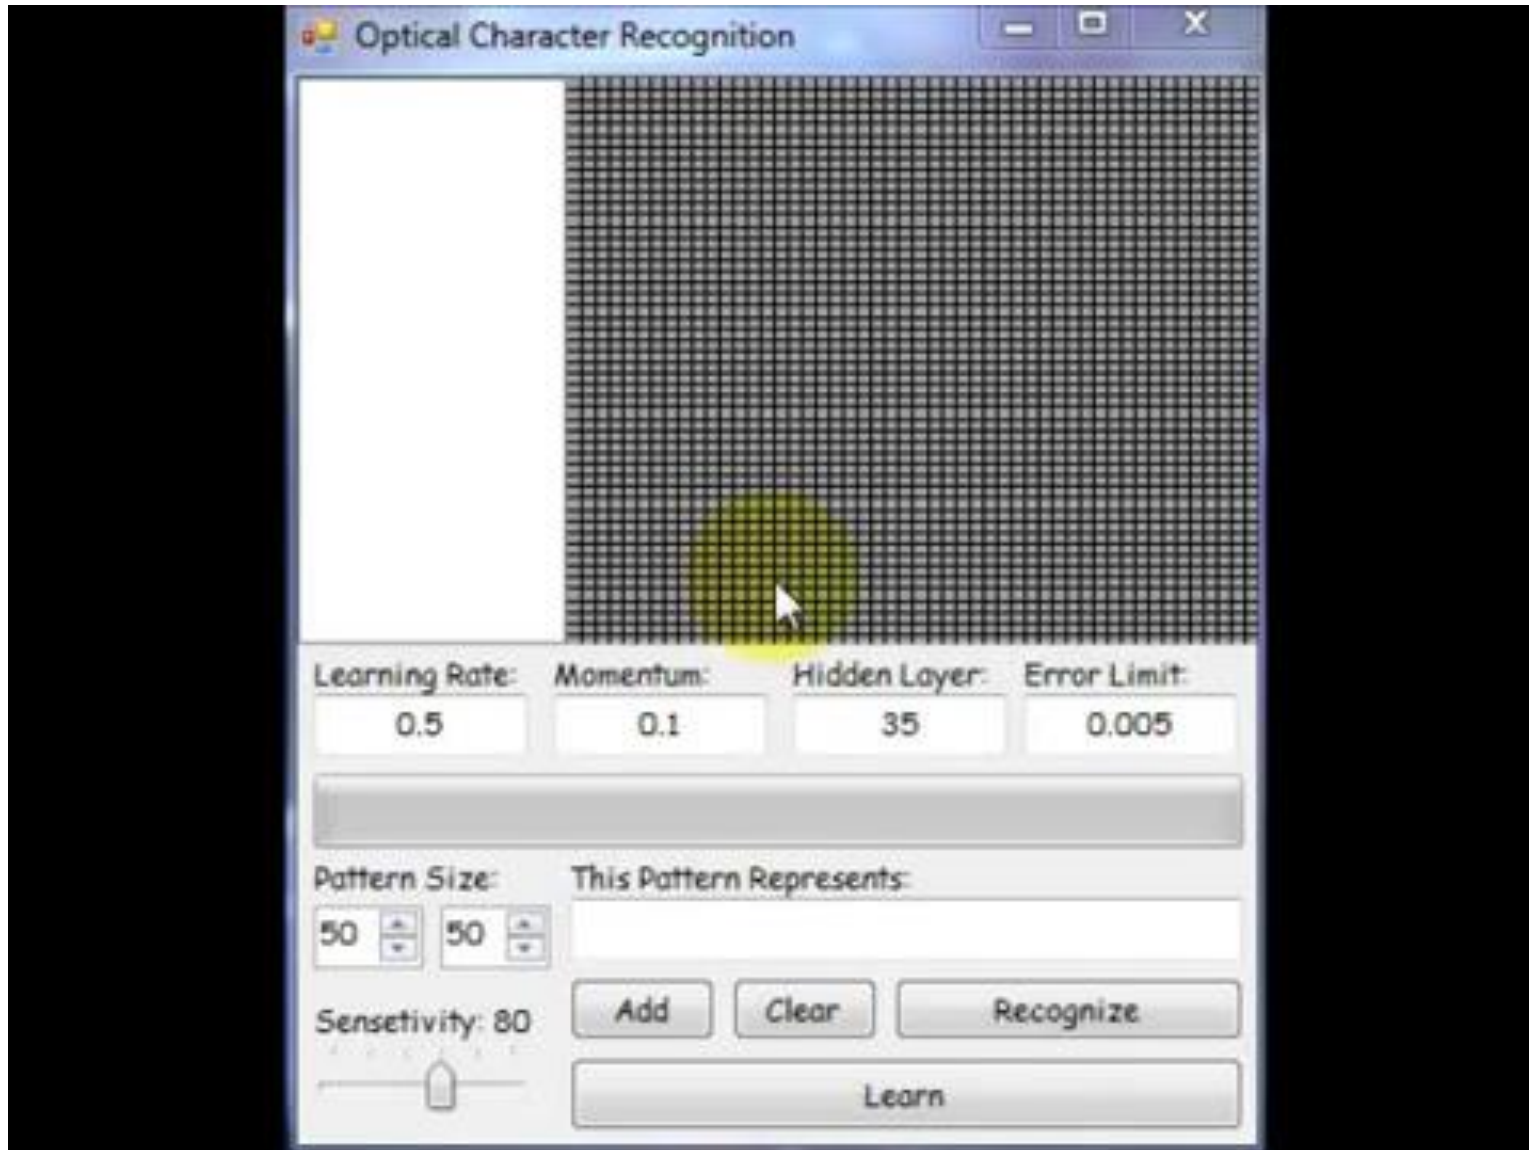 Optical Character Recognition
Learning Rate: Momentum: Hidden Layer: Error Limit:
0.5 0.1 35 0.005
Pattern Size: This Pattern Represents:
50 50
Add Clear Recognize
Sensetivity: 80
Learn